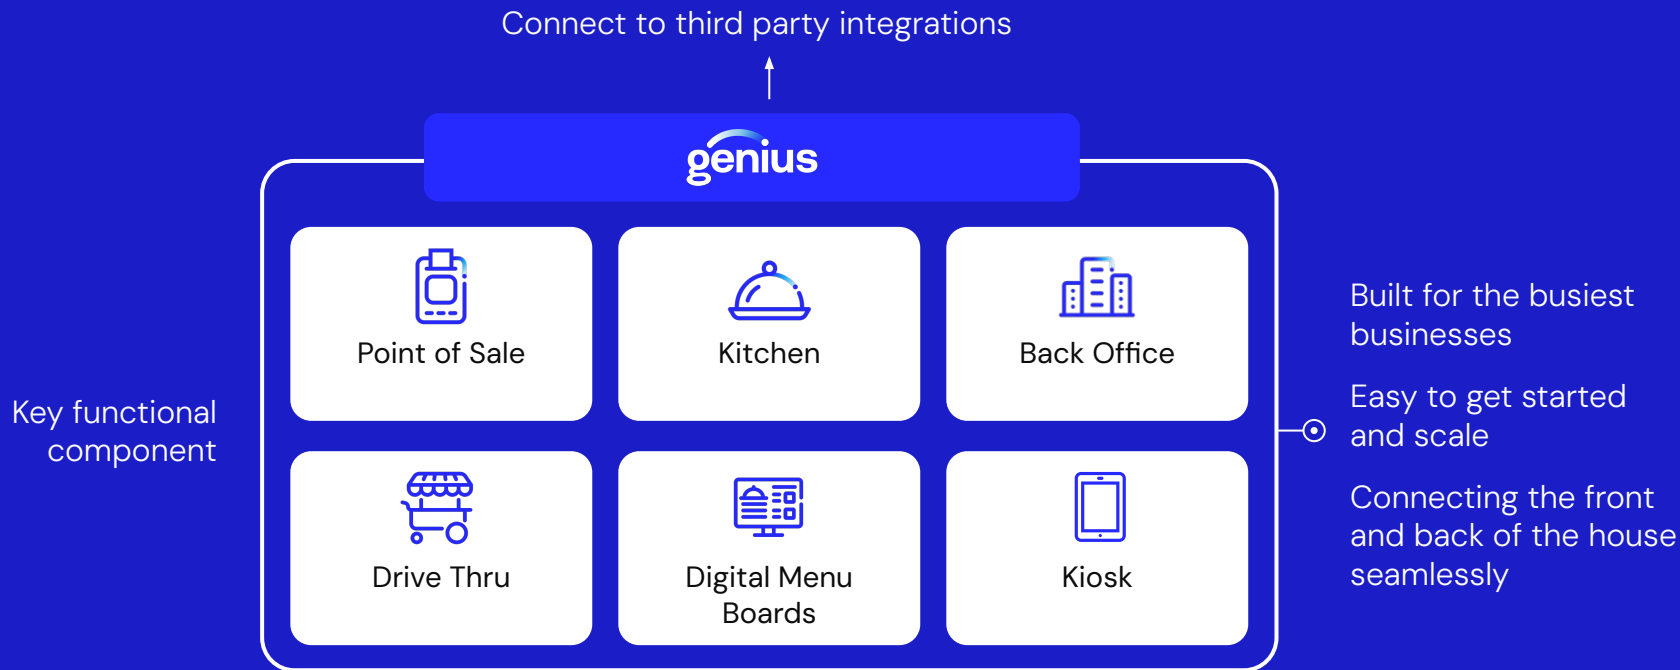 Connect to third party integrations
genius
Point of Sale
Kitchen
Back Office
Key functional
component
Drive Thru
Digital Menu
Boards
Kiosk
Built for the busiest
businesses
Easy to get started
and scale
Connecting the front
and back of the house
seamlessly